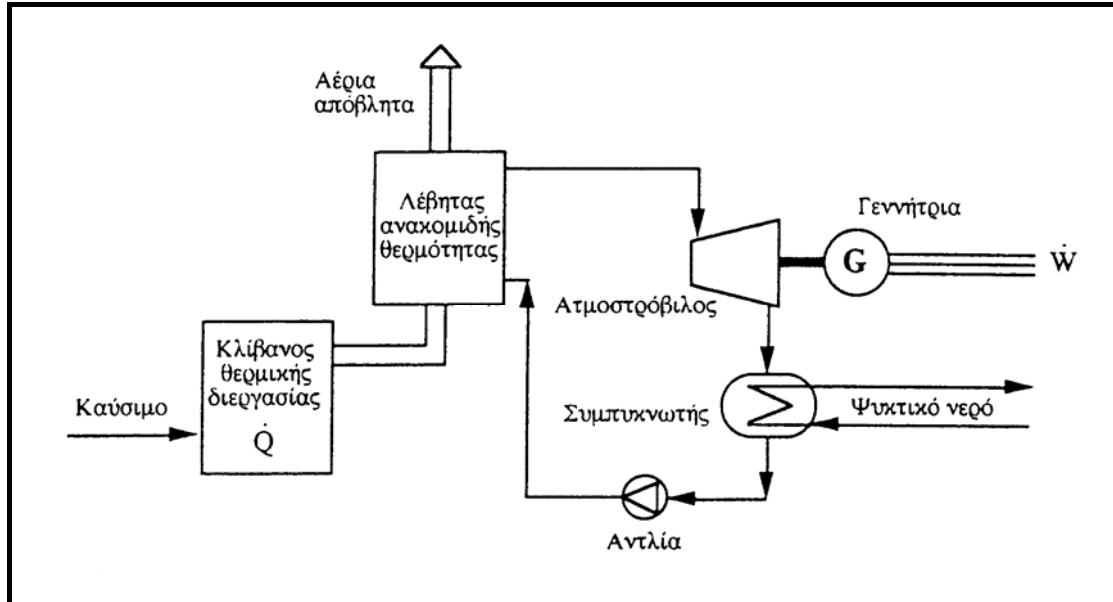 Αέρια
απόβλητα
Λέβητας
ανακομιδής
θερμότητας
Γεννήτρια
G
Ẇ
Ατμοστρόβιλος
Κλίβανος
θερμικής
διεργασίας
Q̇
Καύσιμο
Συμπυκνωτής
Ψυκτικό νερό
Αντλία